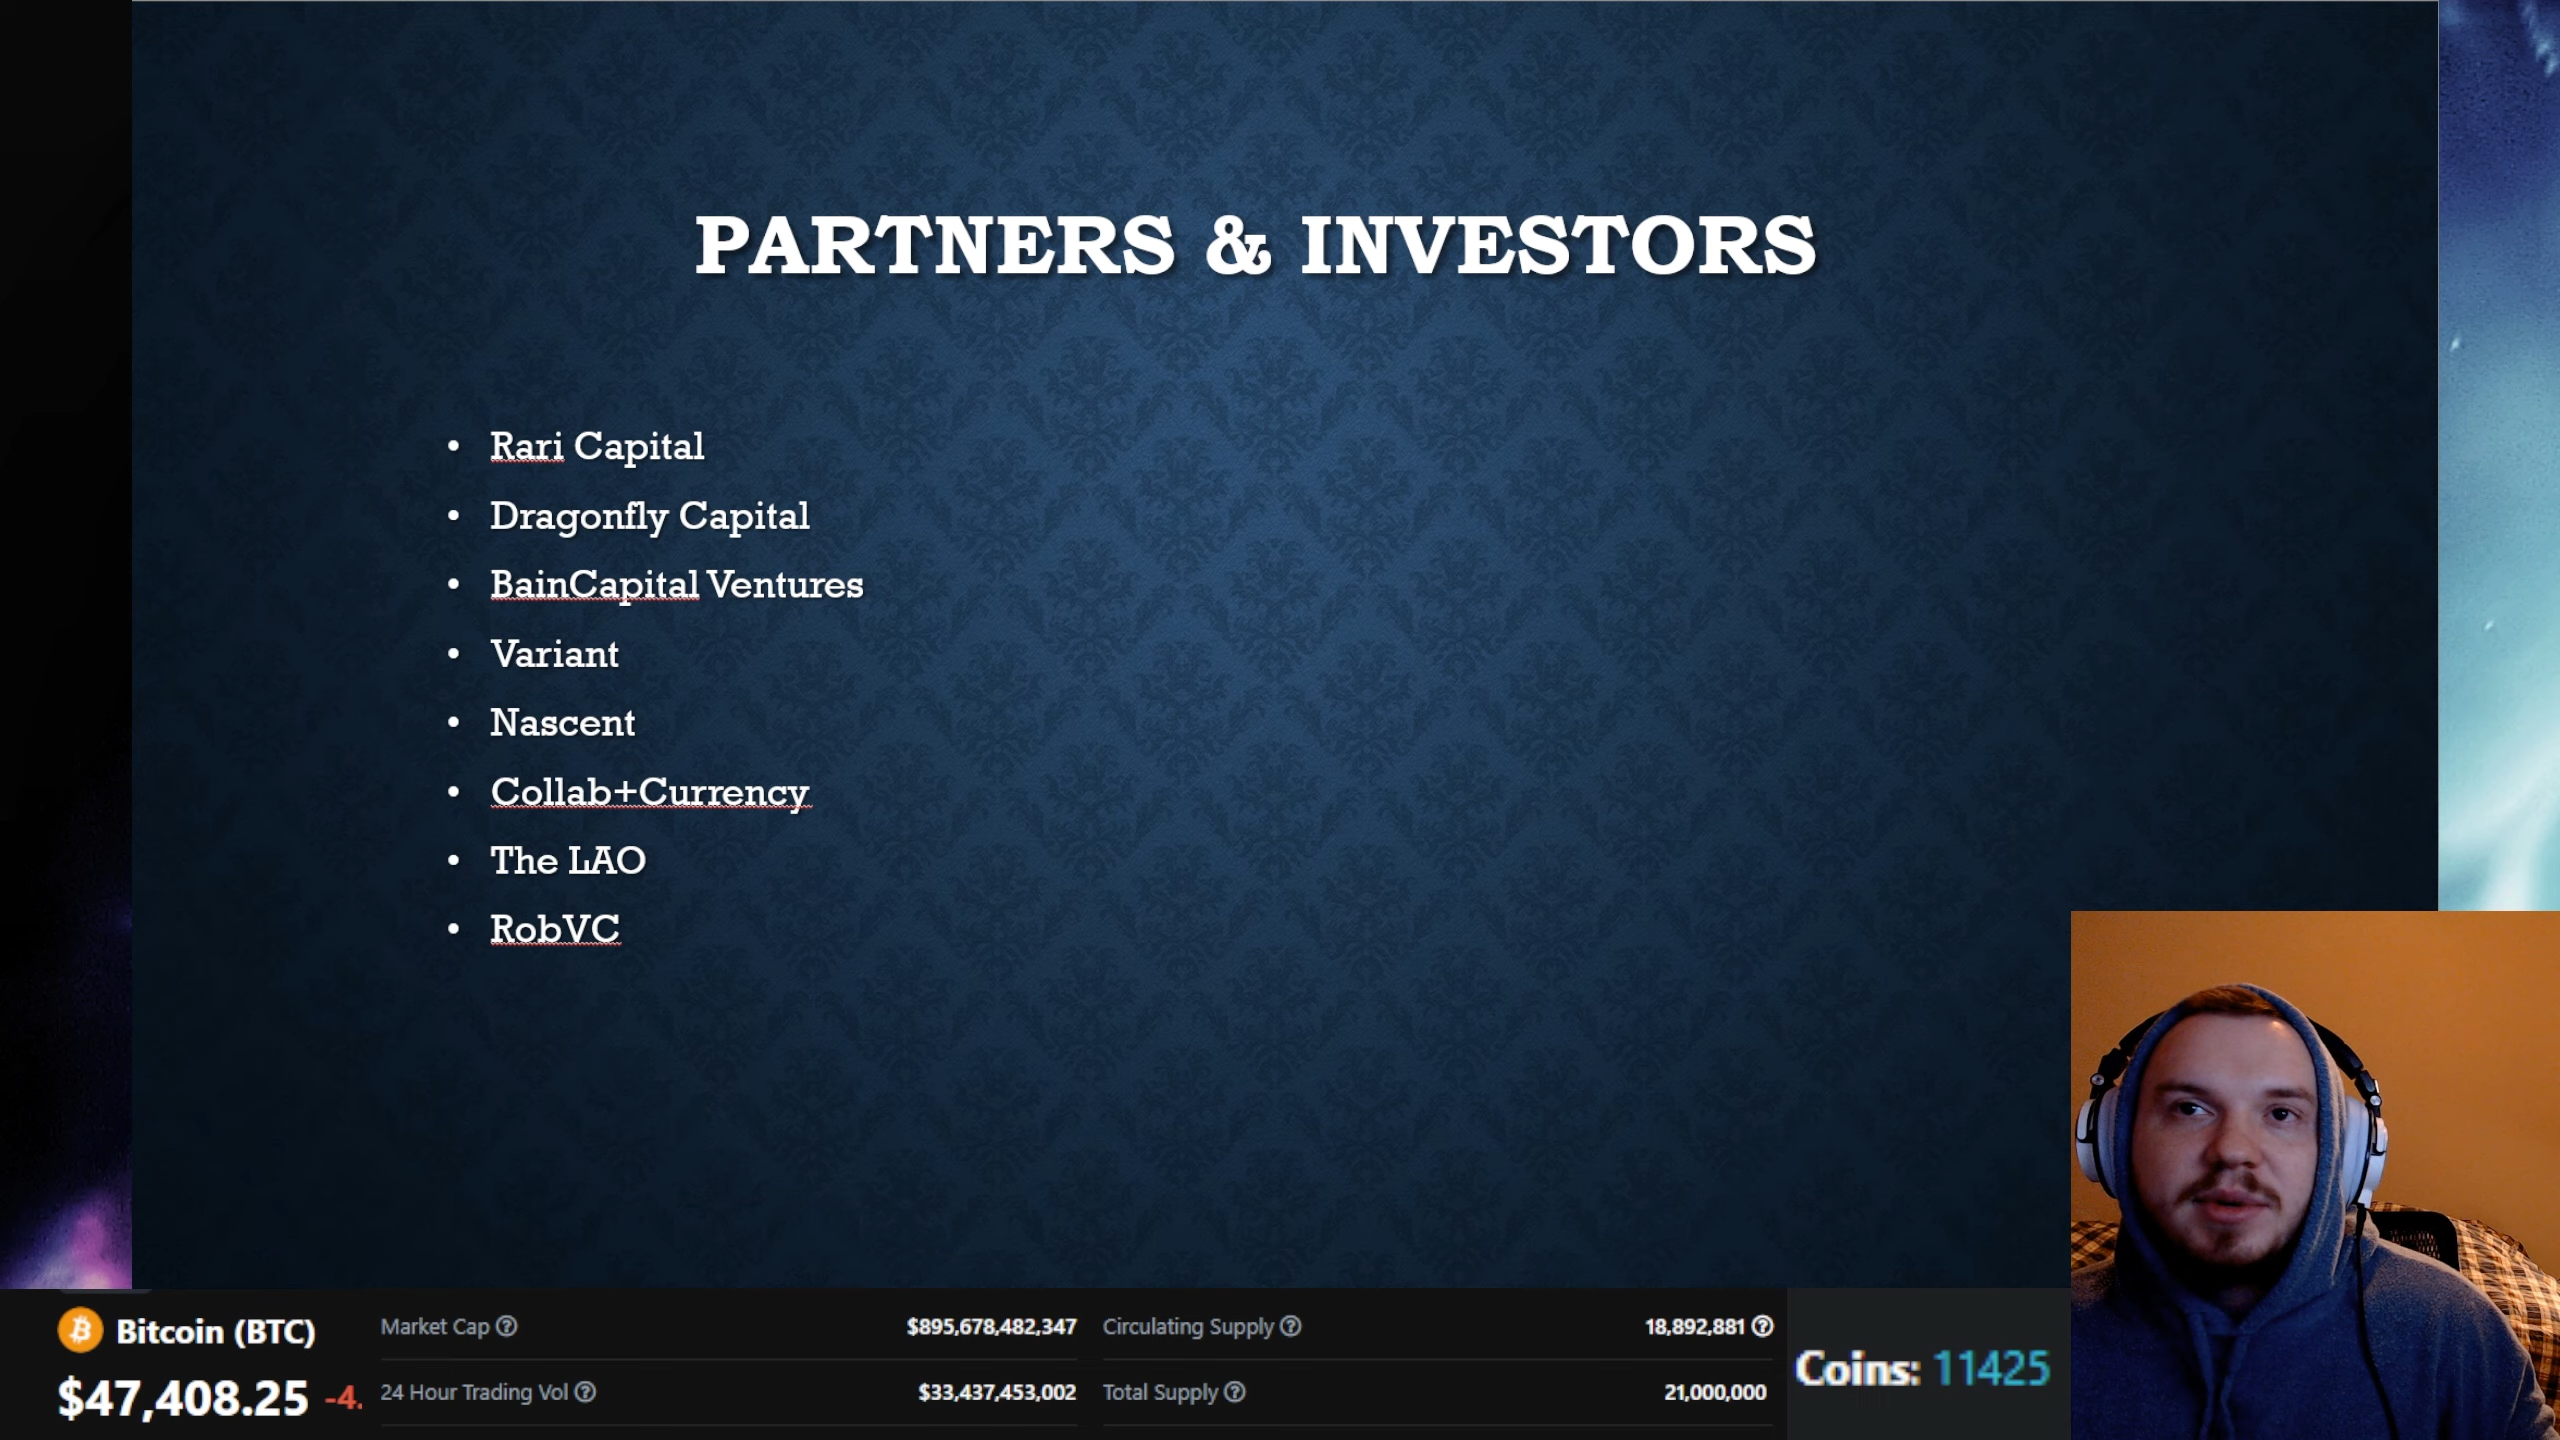 PARTNERS & INVESTORS
• Rari Capital
• Dragonfly Capital
• BainCapital Ventures
• Variant
• Nascent
• Collab+Currency
• The LAO
• RobVC
Bitcoin (BTC)
$47,408.25 -4.
Market Cap $895,678,482,347
24 Hour Trading Vol $33,437,453,002
Circulating Supply 18,892,881
Total Supply 21,000,000
Coins: 11425